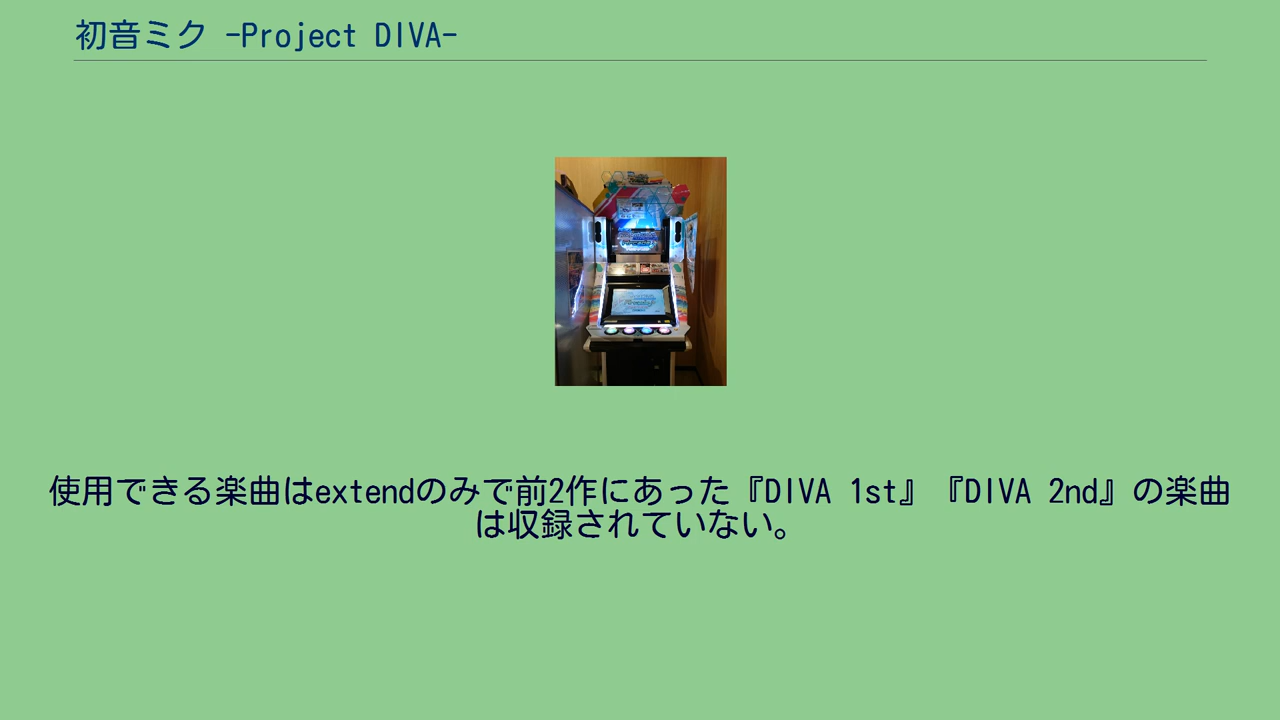 初音ミク -Project DIVA-
使用できる楽曲はextendのみで前2作にあった『DIVA 1st』『DIVA 2nd』の楽曲
は収録されていない。